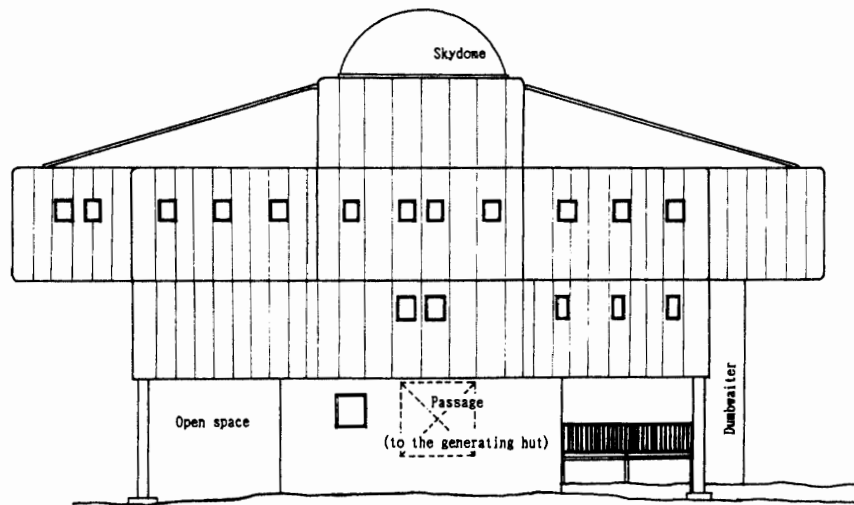 Skydome
Open space
Passage
(to the generating hut)
Dumbwaiter